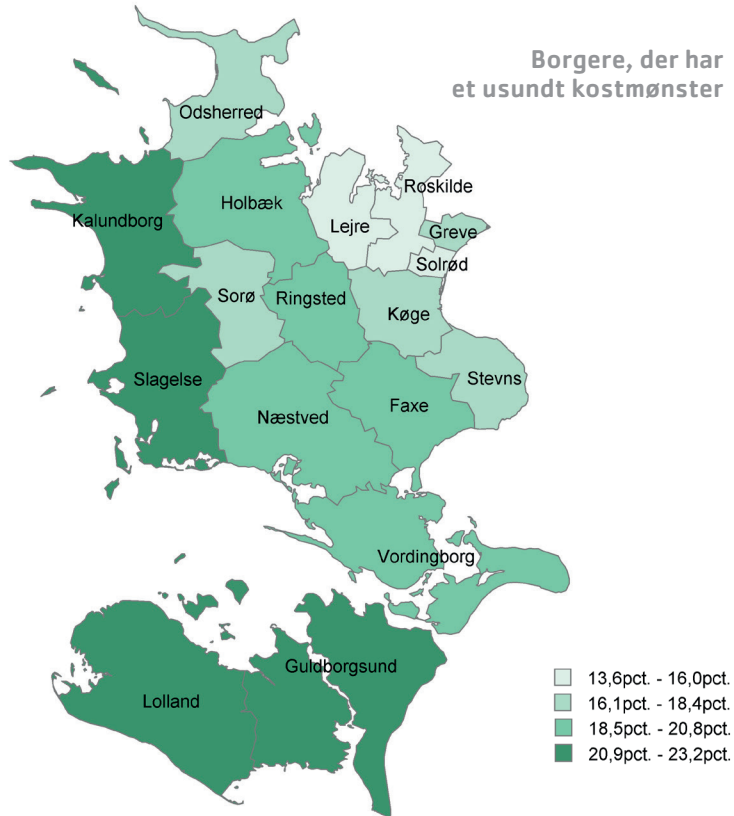 Borgere, der har
et usundt kostmønster
Odsherred
Roskilde
Holbæk
Kalundborg
Lejre
Greve
Solrød
Sorø
Ringsted
Køge
Slagelse
Stevns
Næstved
Faxe
Vordingborg
Guldborgsund
Lolland
13,6pct. - 16,0pct.
16,1pct. - 18,4pct.
18,5pct. - 20,8pct.
20,9pct. - 23,2pct.